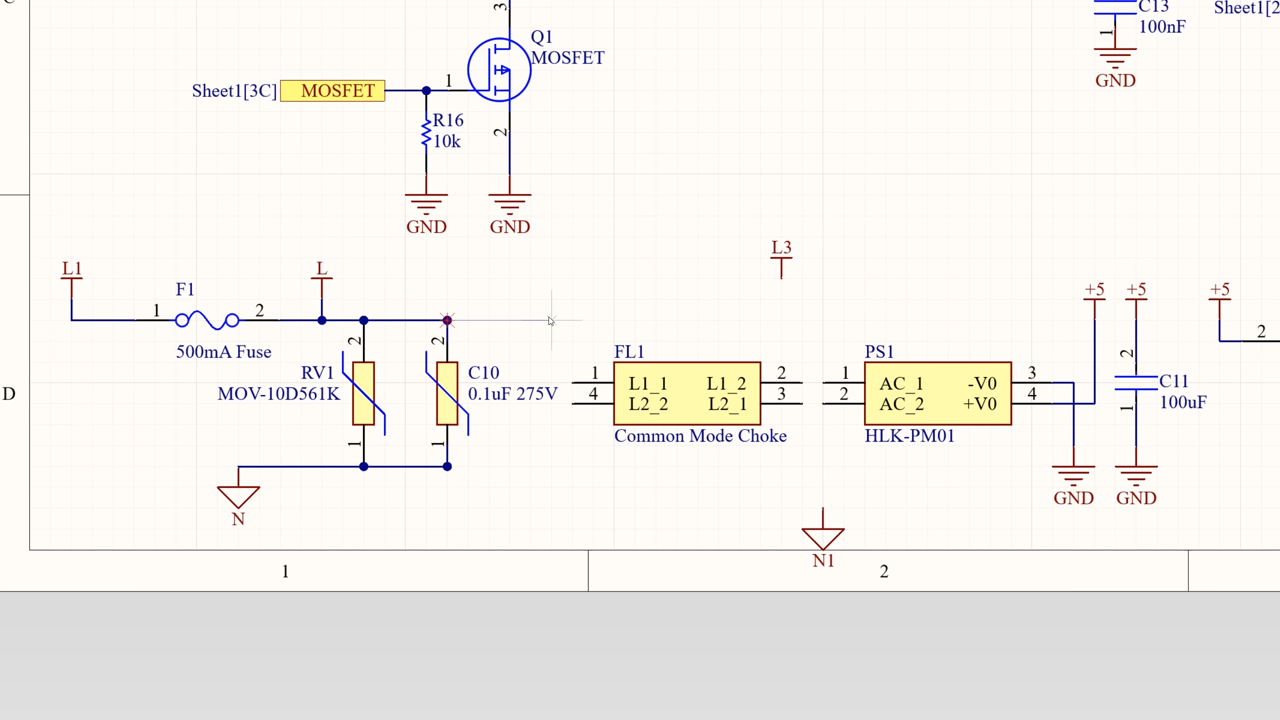 C
3
C13
100nF
1
GND
Sheet1[2
Q1
MOSFET
Sheet1[3C]
MOSFET
1
R16
10k
2
GND
GND
L3
L1
L
F1
1
2
500mA Fuse
+5
+5
+5
2
2
RV1
MOV-10D561K
1
2
C10
0.1uF 275V
1
FL1
1
4
L1_1
L2_2
L1_2
L2_1
2
3
Common Mode Choke
PS1
1
2
AC_1
AC_2
-V0
+V0
3
4
HLK-PM01
2
C11
100uF
1
GND
GND
D
N
N1
1
2